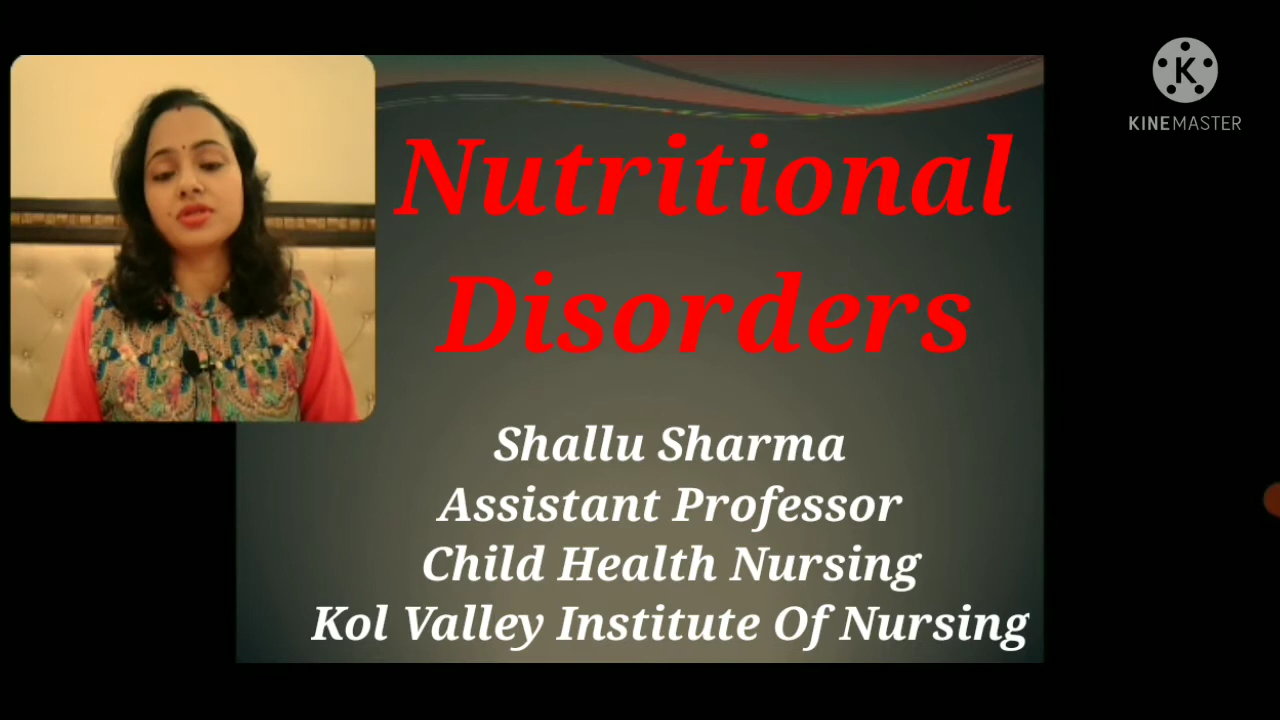 Nutritional
Disorders
Shallu Sharma
Assistant Professor
Child Health Nursing
Kol Valley Institute Of Nursing
K
KINEMASTER